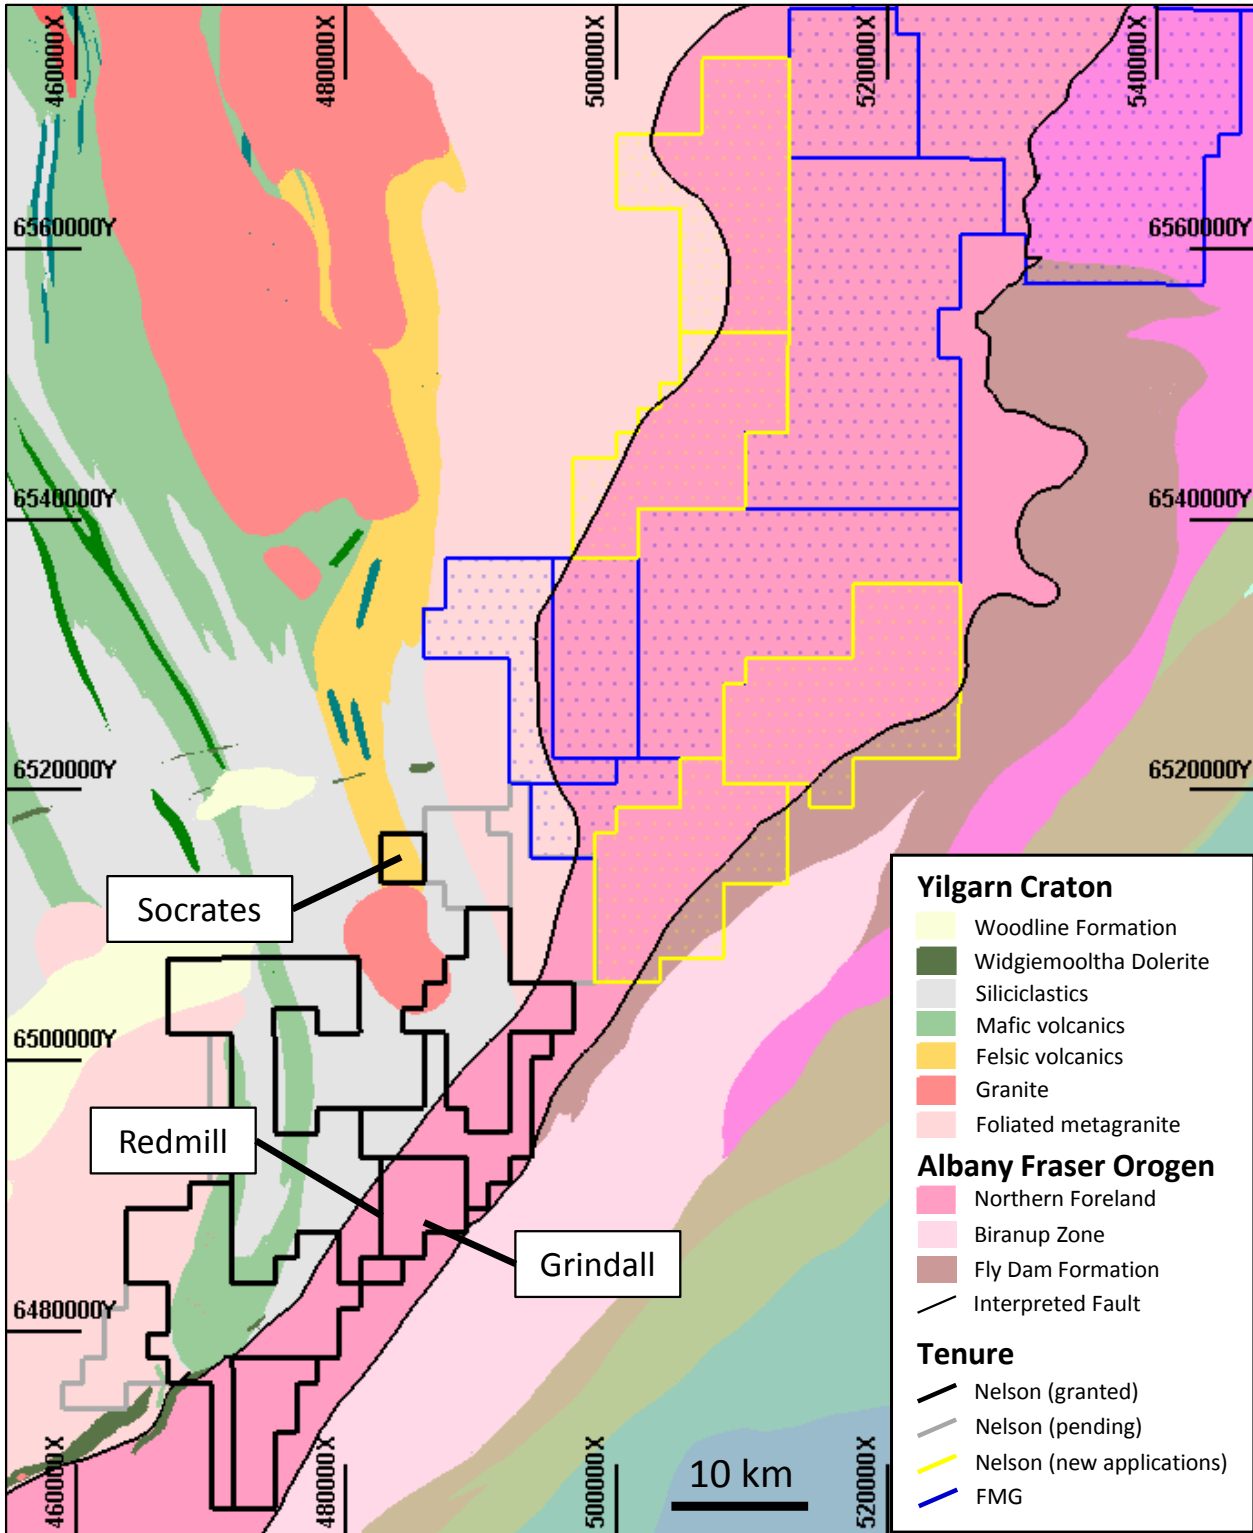 460000X
480000X
500000X
520000X
540000X
6560000Y
6560000Y
6540000Y
6540000Y
6520000Y
6520000Y
Socrates
6500000Y
Redmill
Grindall
6480000Y
460000X
480000X
500000X
520000X
10 km
Yilgarn Craton
Woodline Formation
Widgiemooltha Dolerite
Siliciclastics
Mafic volcanics
Felsic volcanics
Granite
Foliated metagranite
Albany Fraser Orogen
Northern Foreland
Biranup Zone
Fly Dam Formation
Interpreted Fault
Tenure
Nelson (granted)
Nelson (pending)
Nelson (new applications)
FMG